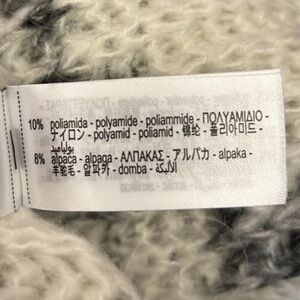 10% poliamida - polyamide - poliammide - ΠΟΛΥΑΜΙΔΙΟ -
ナイロン - polyamid - poliamid - 锦纶 - 폴리아미드 -
بولياميد
8% alpaca - alpaga - ΑΛΠΑΚΑΣ - アルパカ - alpaka -
羊驼毛 - 알파카 - domba - الألبكة